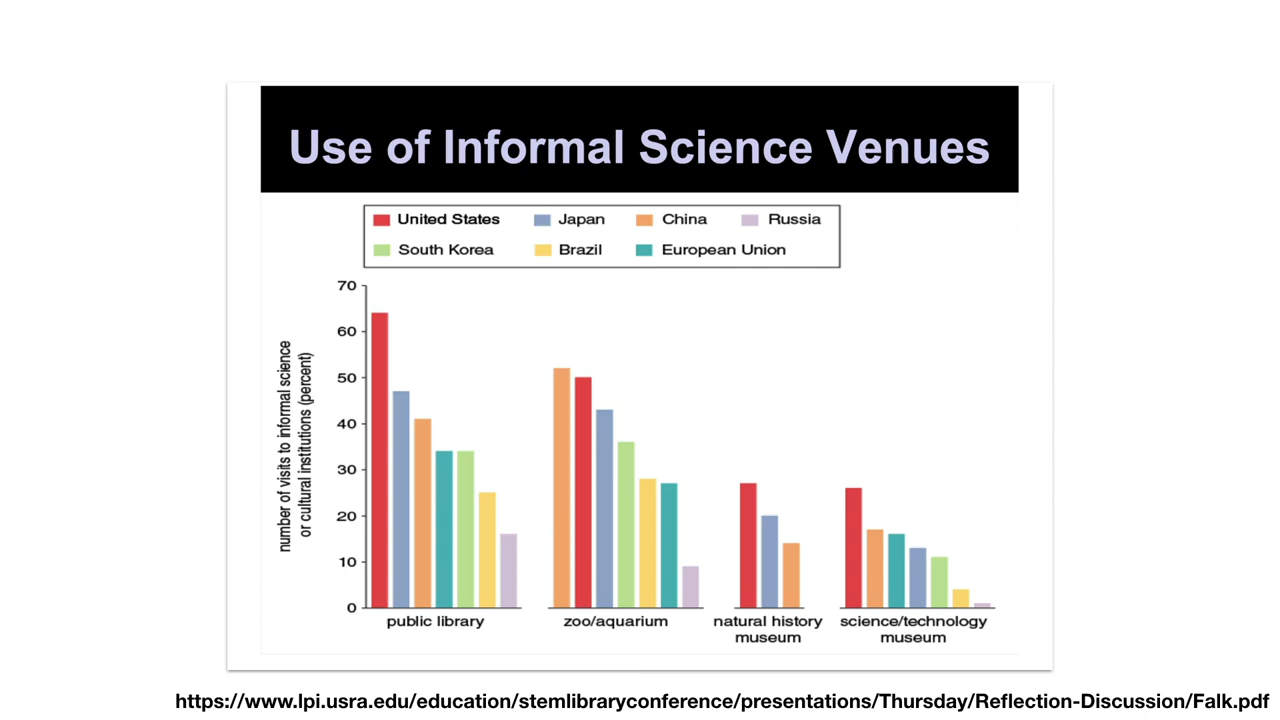 Use of Informal Science Venues
United States Japan China Russia
South Korea Brazil European Union
number of visits to informal science
or cultural institutions (percent)
70
60
50
40
30
20
10
0
public library zoo/aquarium natural history science/technology
museum museum
https://www.lpi.usra.edu/education/stemlibraryconference/presentations/Thursday/Reflection-Discussion/Falk.pdf